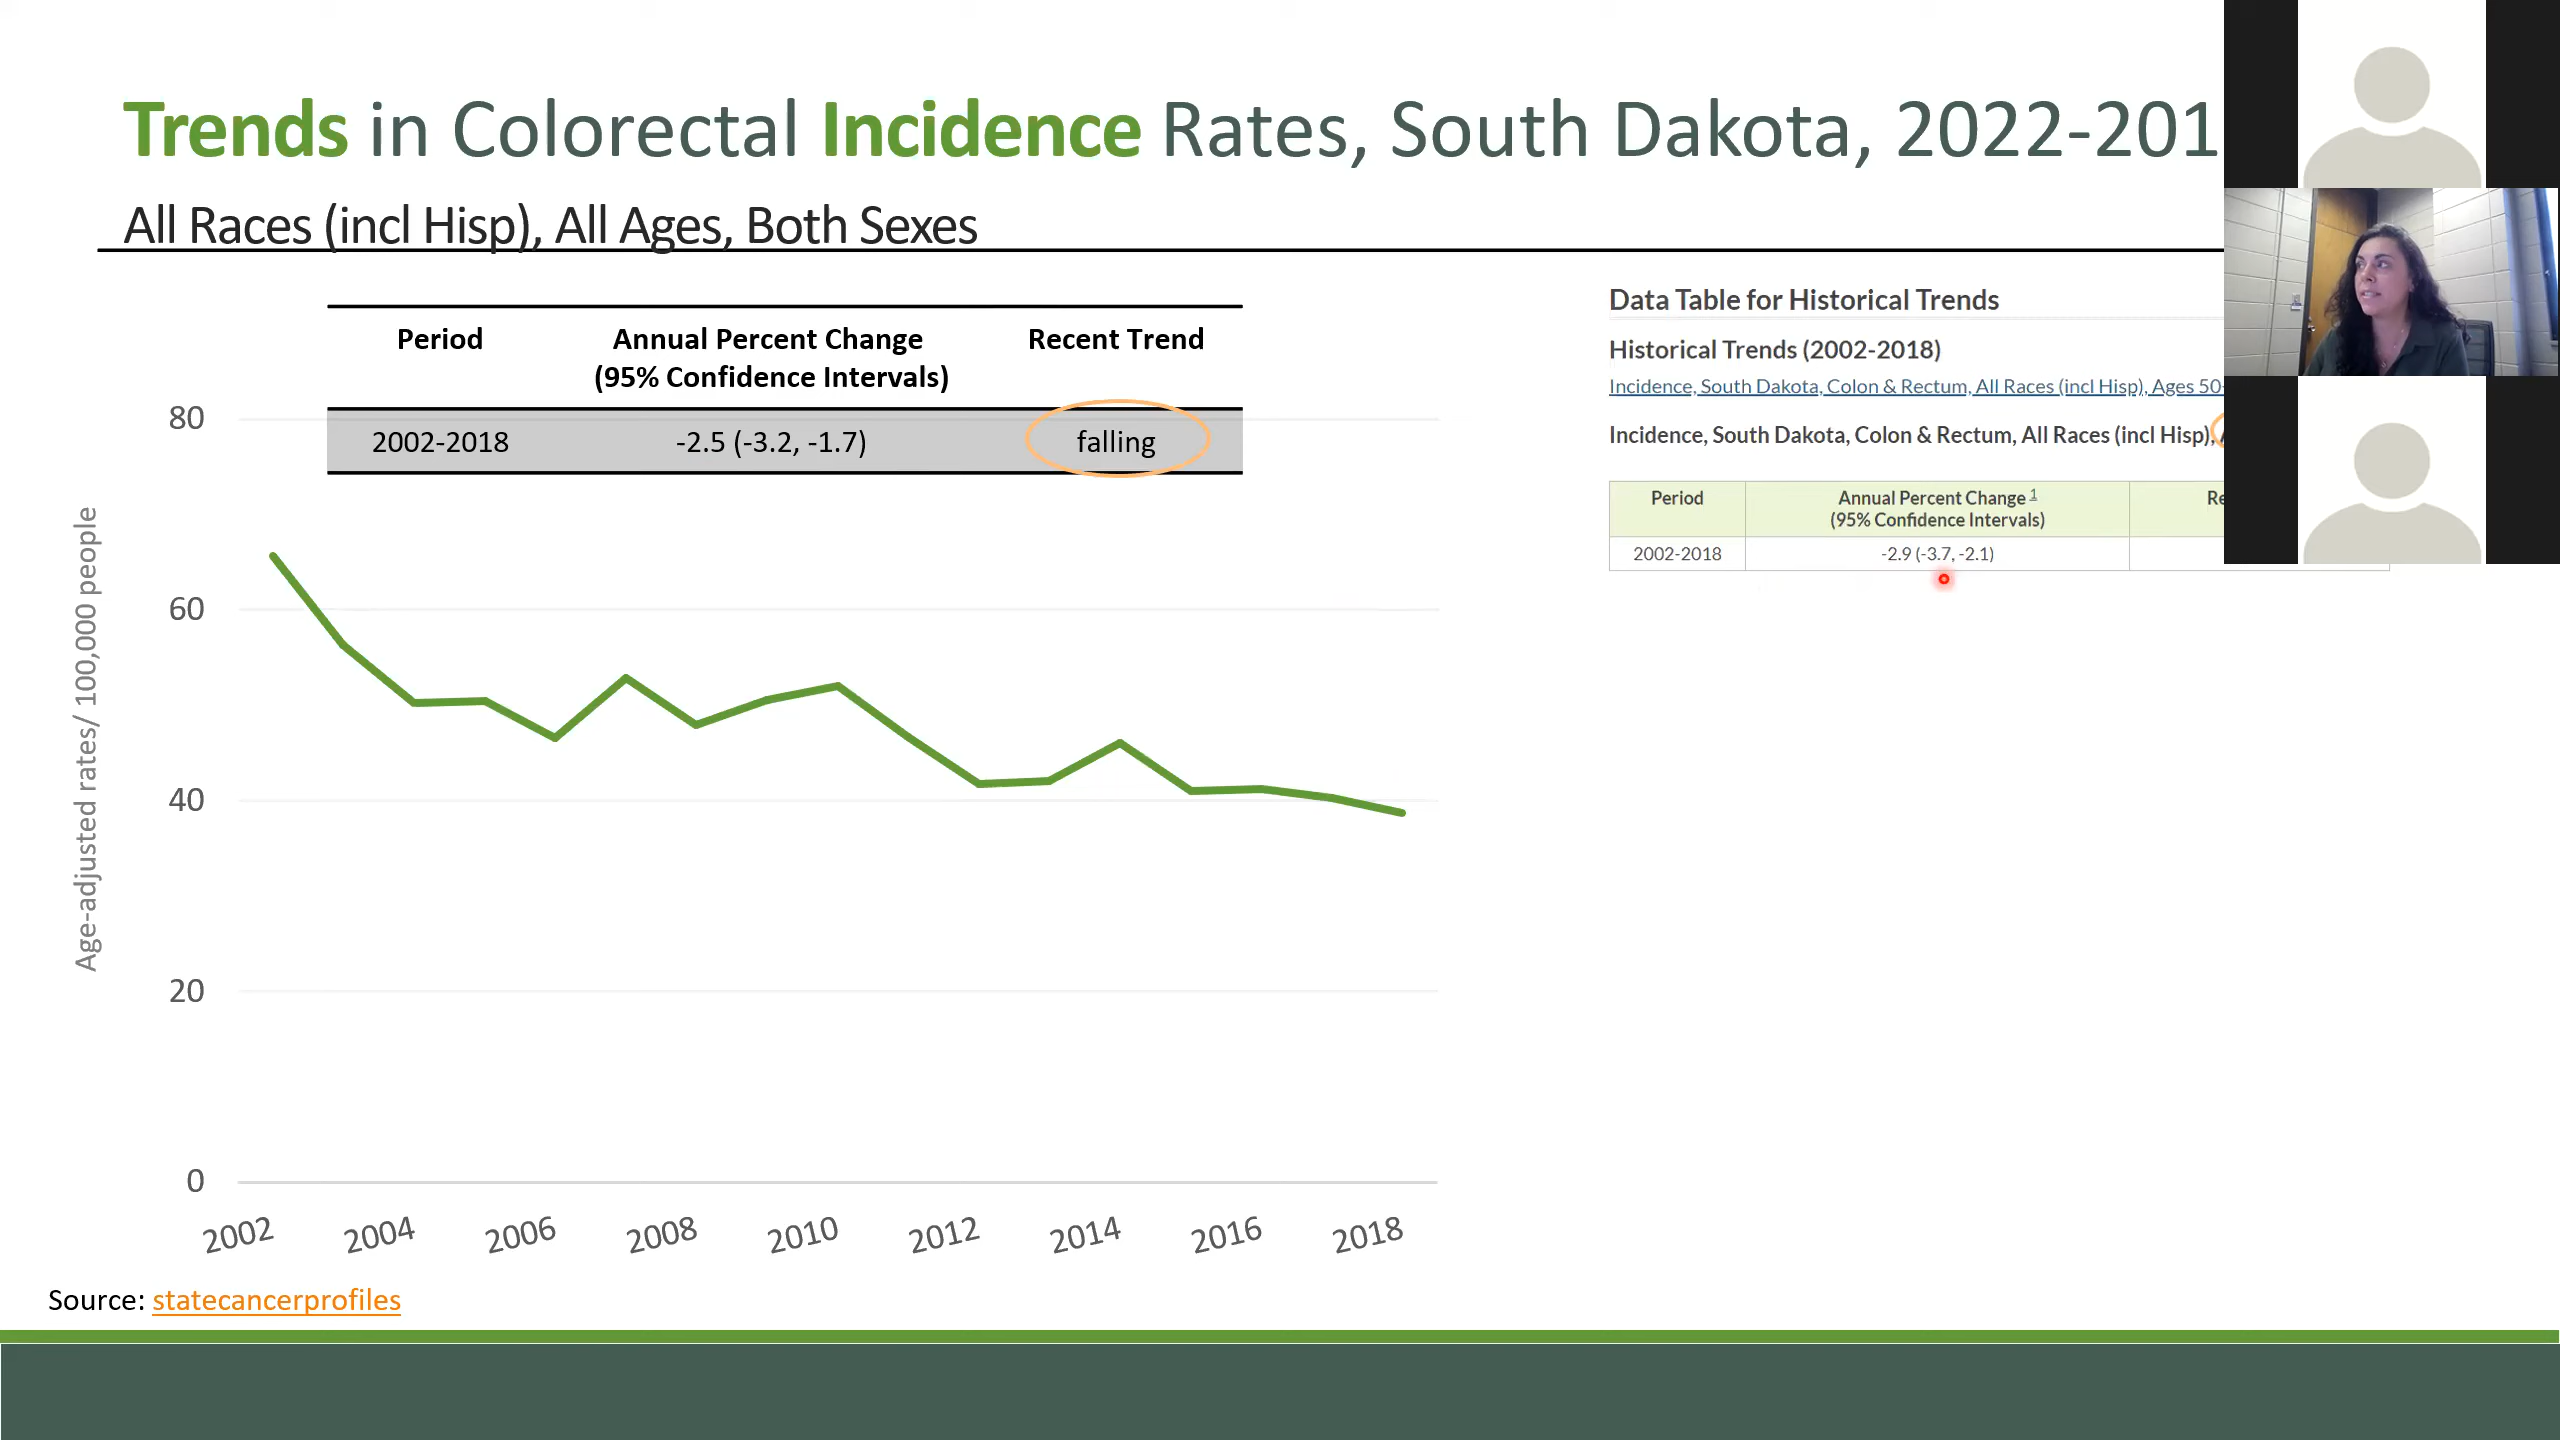 Trends in Colorectal Incidence Rates, South Dakota, 2022-201
All Races (incl Hisp), All Ages, Both Sexes
Period Annual Percent Change Recent Trend
(95% Confidence Intervals)
2002-2018 -2.5 (-3.2, -1.7) falling
Data Table for Historical Trends
Historical Trends (2002-2018)
Incidence, South Dakota, Colon & Rectum, All Races (incl Hisp), Ages 50
Incidence, South Dakota, Colon & Rectum, All Races (incl Hisp),
Period Annual Percent Change 1
(95% Confidence Intervals)
2002-2018 -2.9 (-3.7, -2.1)
Age-adjusted rates/ 100,000 people
80
60
40
20
0
2002 2004 2006 2008 2010 2012 2014 2016 2018
Source: statecancerprofiles